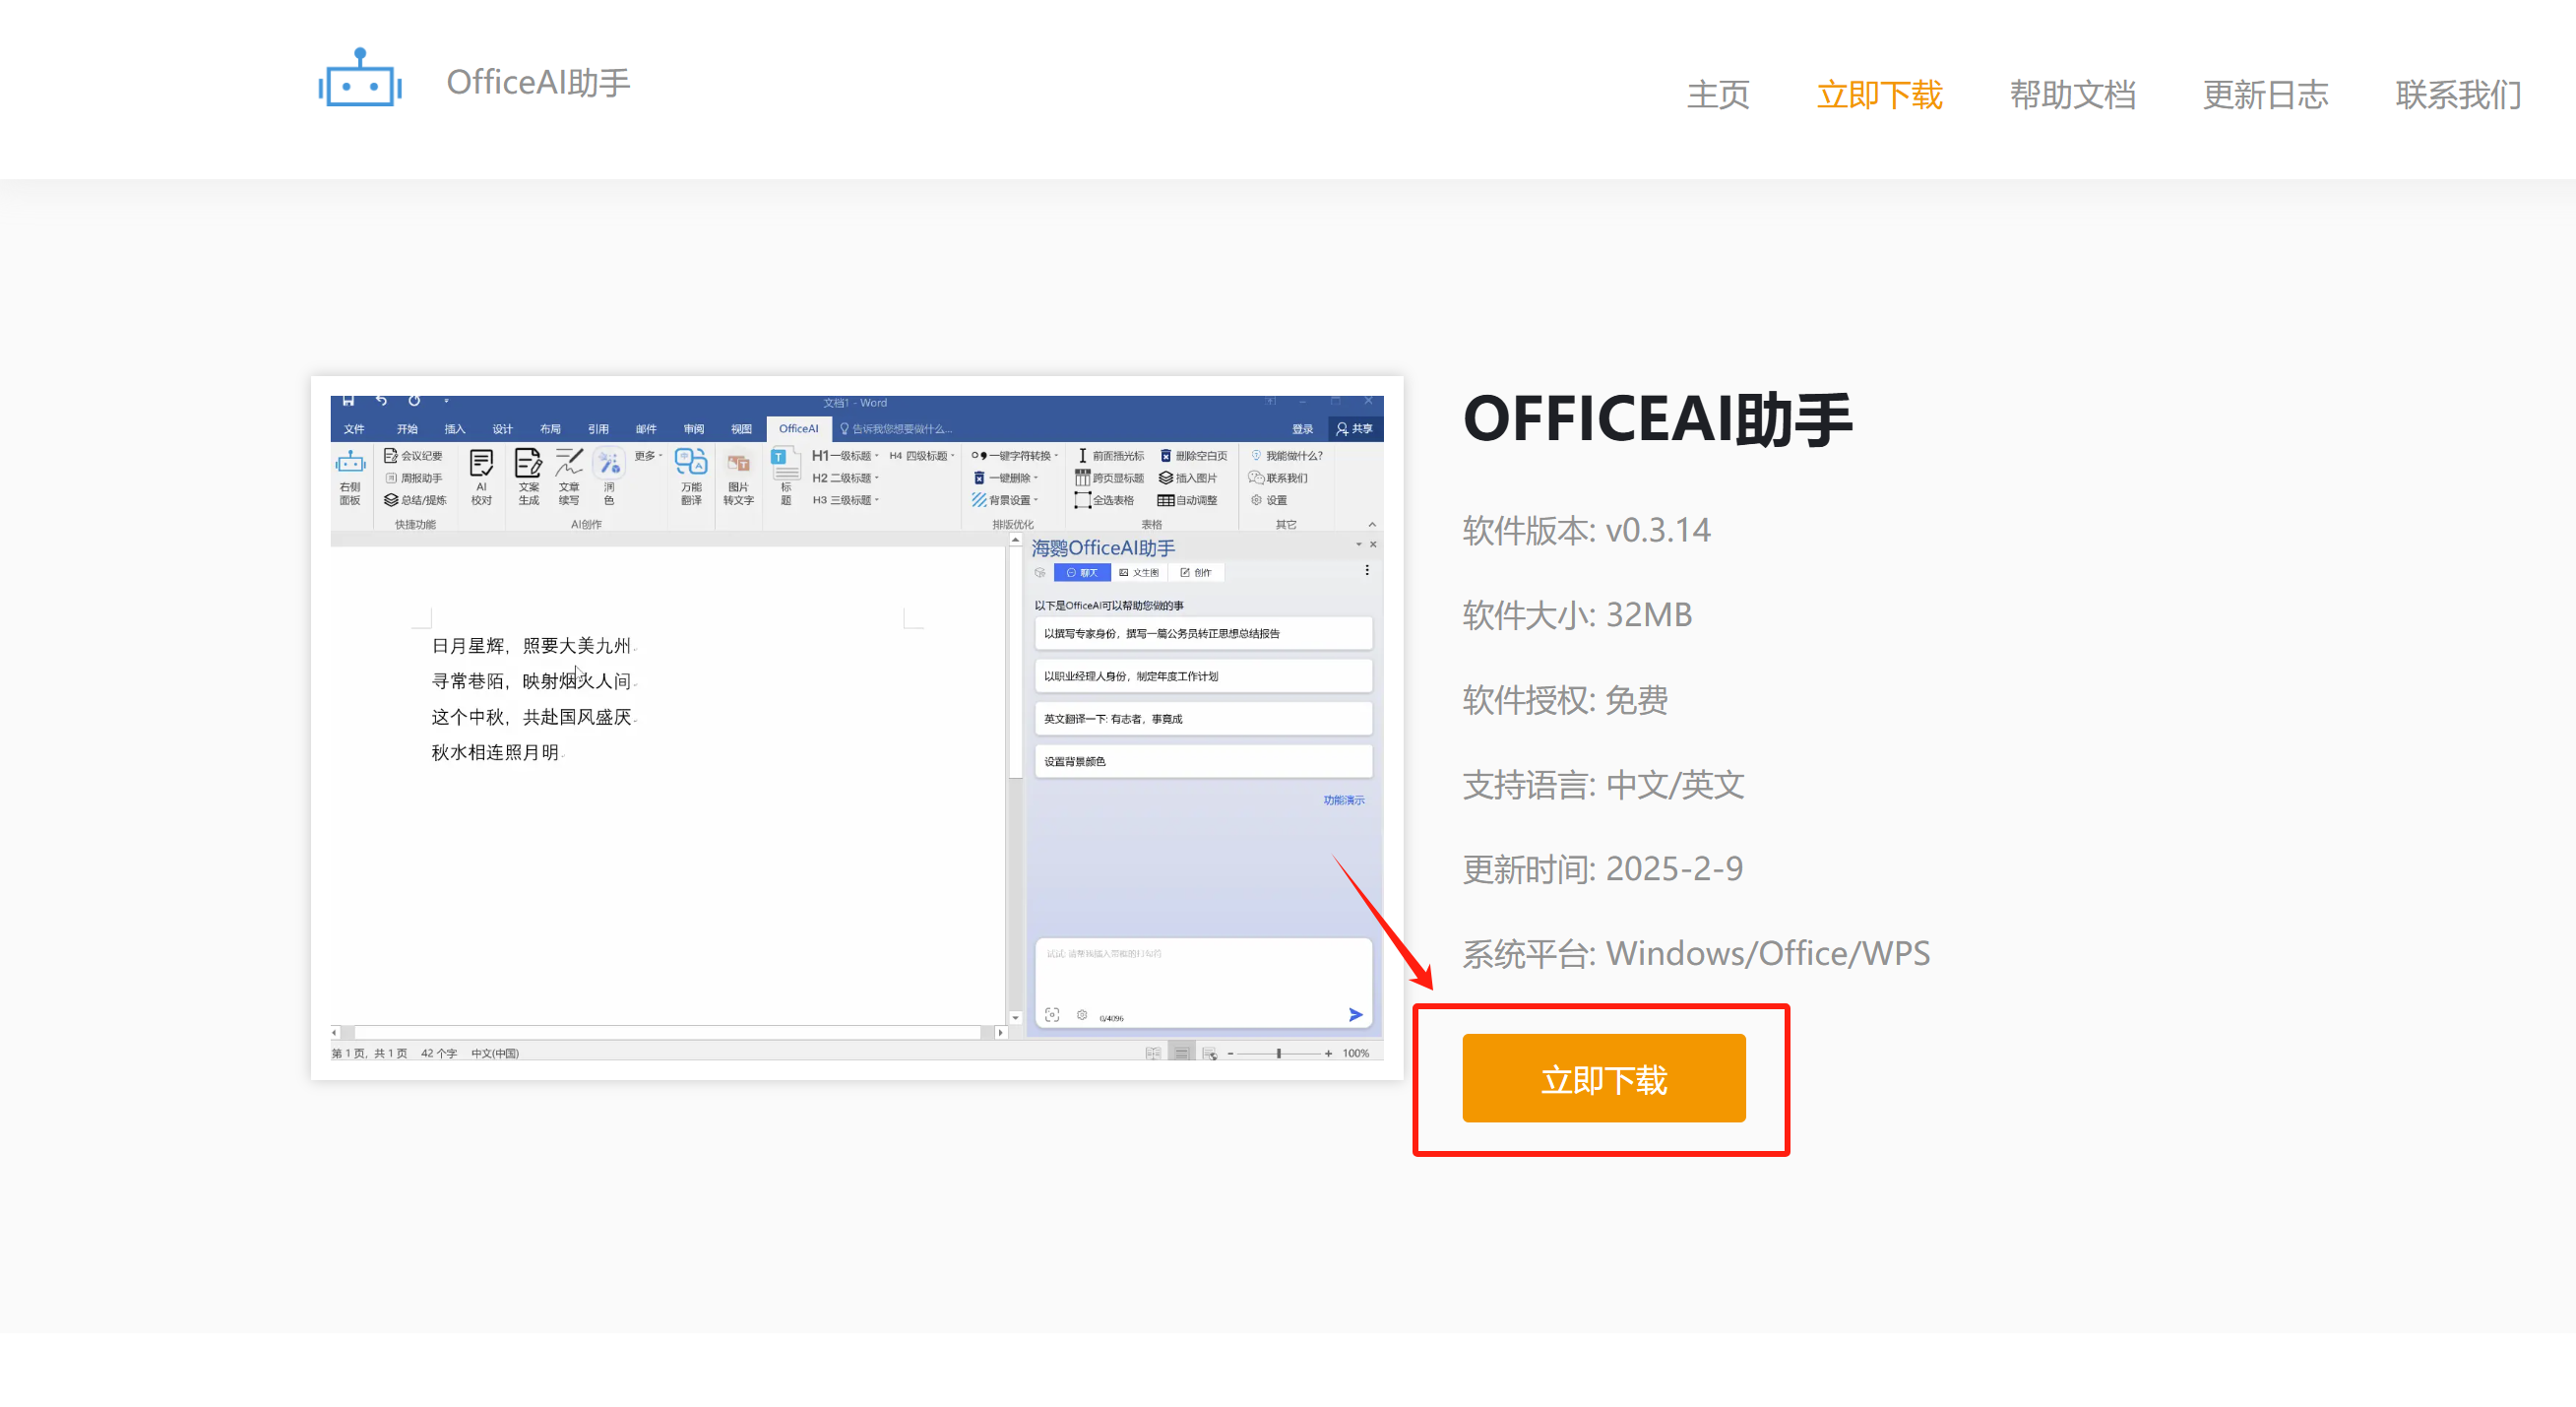 OfficeAI助手
主页 立即下载 帮助文档 更新日志 联系我们
文档1 - Word
文件 开始 插入 设计 布局 引用 邮件 审阅 视图 OfficeAI 告诉我您想要做什么... 登录 共享
右侧面板
会议纪要
周报助手
总结/提炼
快捷功能
AI校对
文案生成
文章续写
润色
更多
AI创作
万能翻译
图片转文字
标题
H1一级标题 H4 四级标题
H2 二级标题
H3 三级标题
一键字符转换
一键删除
背景设置
排版优化
前面插光标 删除空白页
跨页显标题 插入图片
全选表格 自动调整
表格
我能做什么?
联系我们
设置
其它
日月星辉，照要大美九州
寻常巷陌，映射烟火人间
这个中秋，共赴国风盛厌
秋水相连照月明
海鹦OfficeAI助手
聊天 文生图 创作
以下是OfficeAI可以帮助您做的事
以撰写专家身份，撰写一篇公务员转正思想总结报告
以职业经理人身份，制定年度工作计划
英文翻译一下: 有志者，事竟成
设置背景颜色
功能演示
试试: 请帮我插入带框的打勾符
0/4096
第 1 页，共 1 页 42 个字 中文(中国) 100%
OFFICEAI助手
软件版本: v0.3.14
软件大小: 32MB
软件授权: 免费
支持语言: 中文/英文
更新时间: 2025-2-9
系统平台: Windows/Office/WPS
立即下载